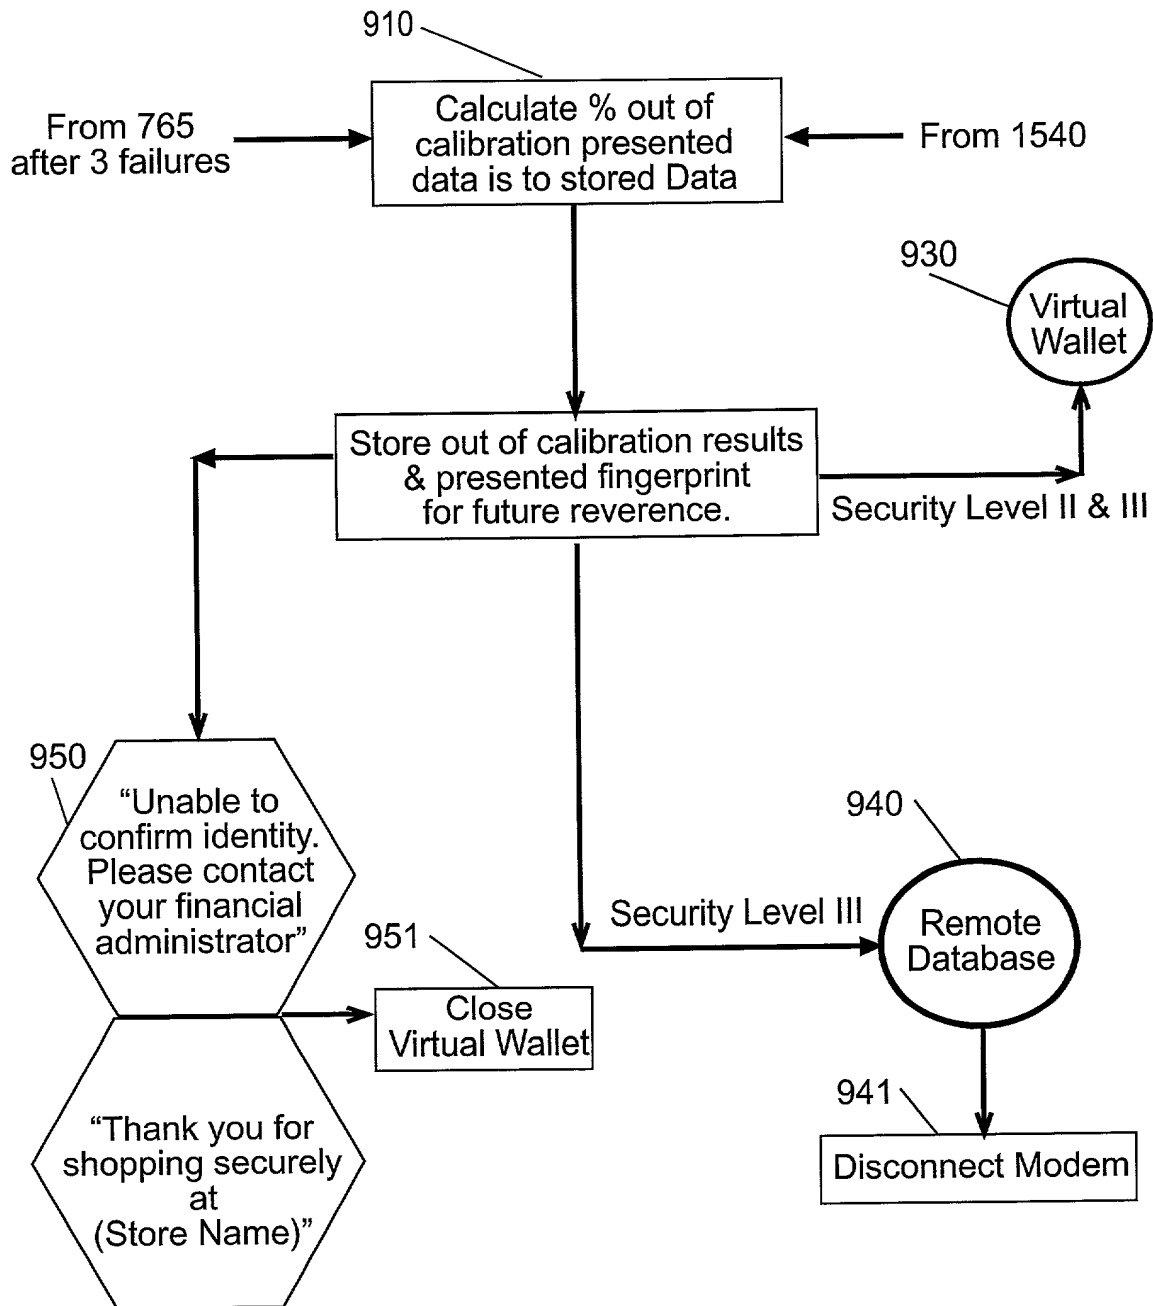 910
Calculate % out of
calibration presented
data is to stored Data
From 765
after 3 failures
From 1540
930
Virtual
Wallet
Store out of calibration results
& presented fingerprint
for future reverence.
Security Level II & III
950
“Unable to
confirm identity.
Please contact
your financial
administrator”
940
Security Level III
Remote
Database
951
Close
Virtual Wallet
941
Disconnect Modem
“Thank you for
shopping securely
at
(Store Name)”